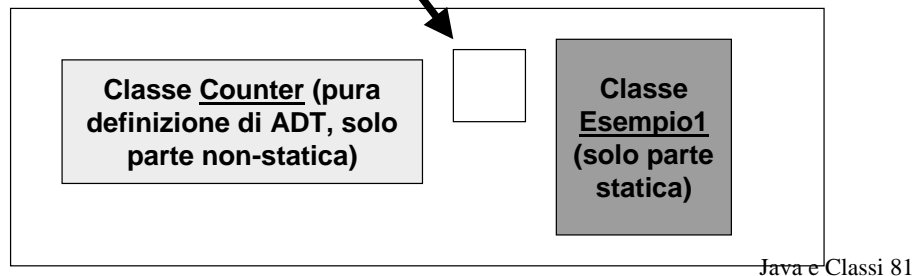 Classe Counter (pura
definizione di ADT, solo
parte non-statica)
Classe
Esempio1
(solo parte
statica)
Java e Classi 81